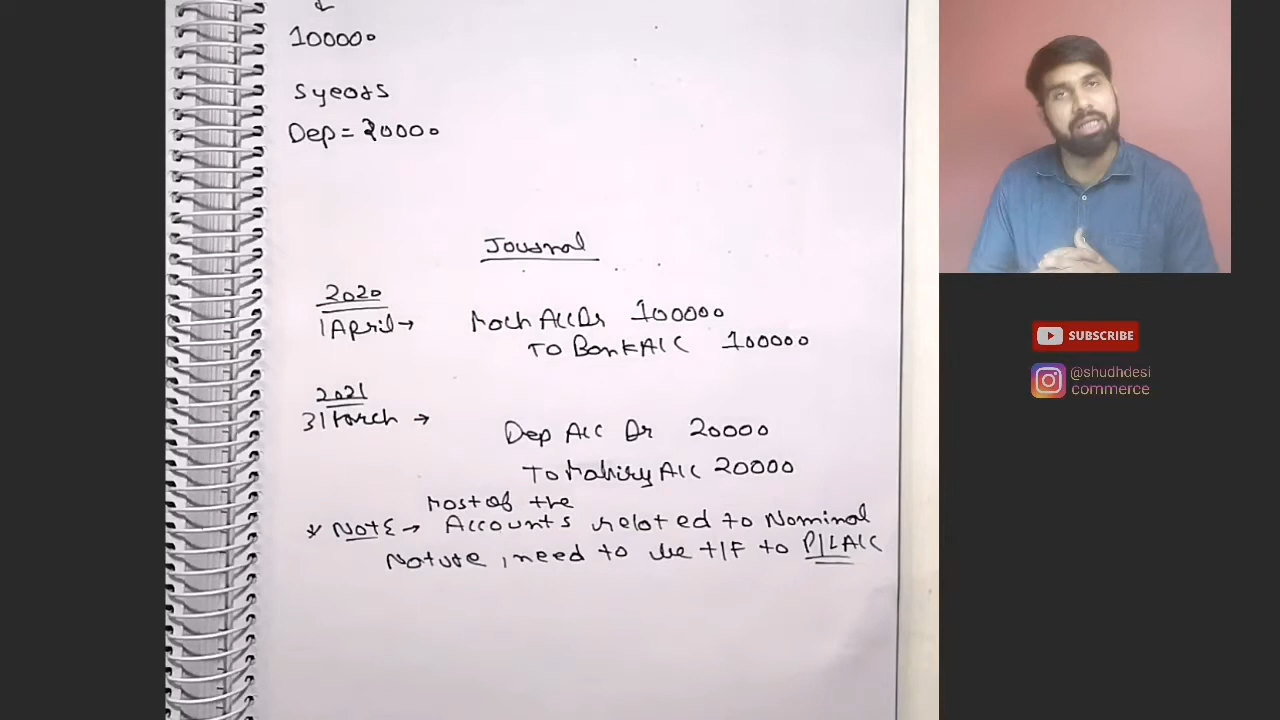 100000
5 years
Dep = 20000
Journal
2020
1 April → Mach A/C Dr 100000
To Bank A/C 100000
2021
31 March →
Dep A/C Dr 20000
To Mahiry A/C 20000
Most of the
* Note → Accounts related to Nominal
Nature, need to be T/F to P/L A/C
SUBSCRIBE
@shudhdesi
commerce